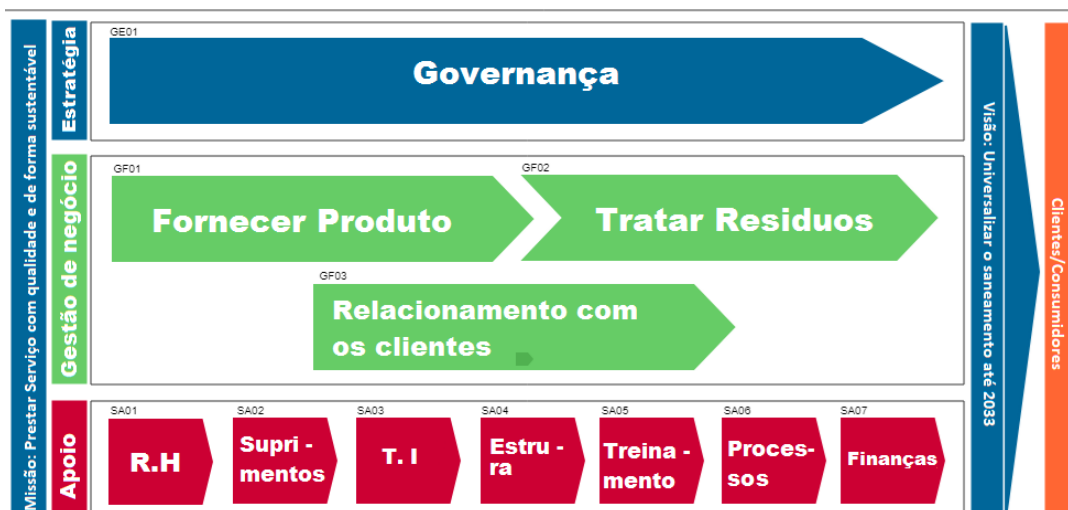 Missão: Prestar Serviço com qualidade e de forma sustentável
Estratégia
GE01
Governança
Gestão de negócio
GF01
Fornecer Produto
GF02
Tratar Residuos
GF03
Relacionamento com
os clientes
Apoio
SA01
R.H
SA02
Supri -
mentos
SA03
T. I
SA04
Estru -
ra
SA05
Treina -
mento
SA06
Proces-
sos
SA07
Finanças
Visão: Universalizar o saneamento até 2033
Clientes/Consumidores